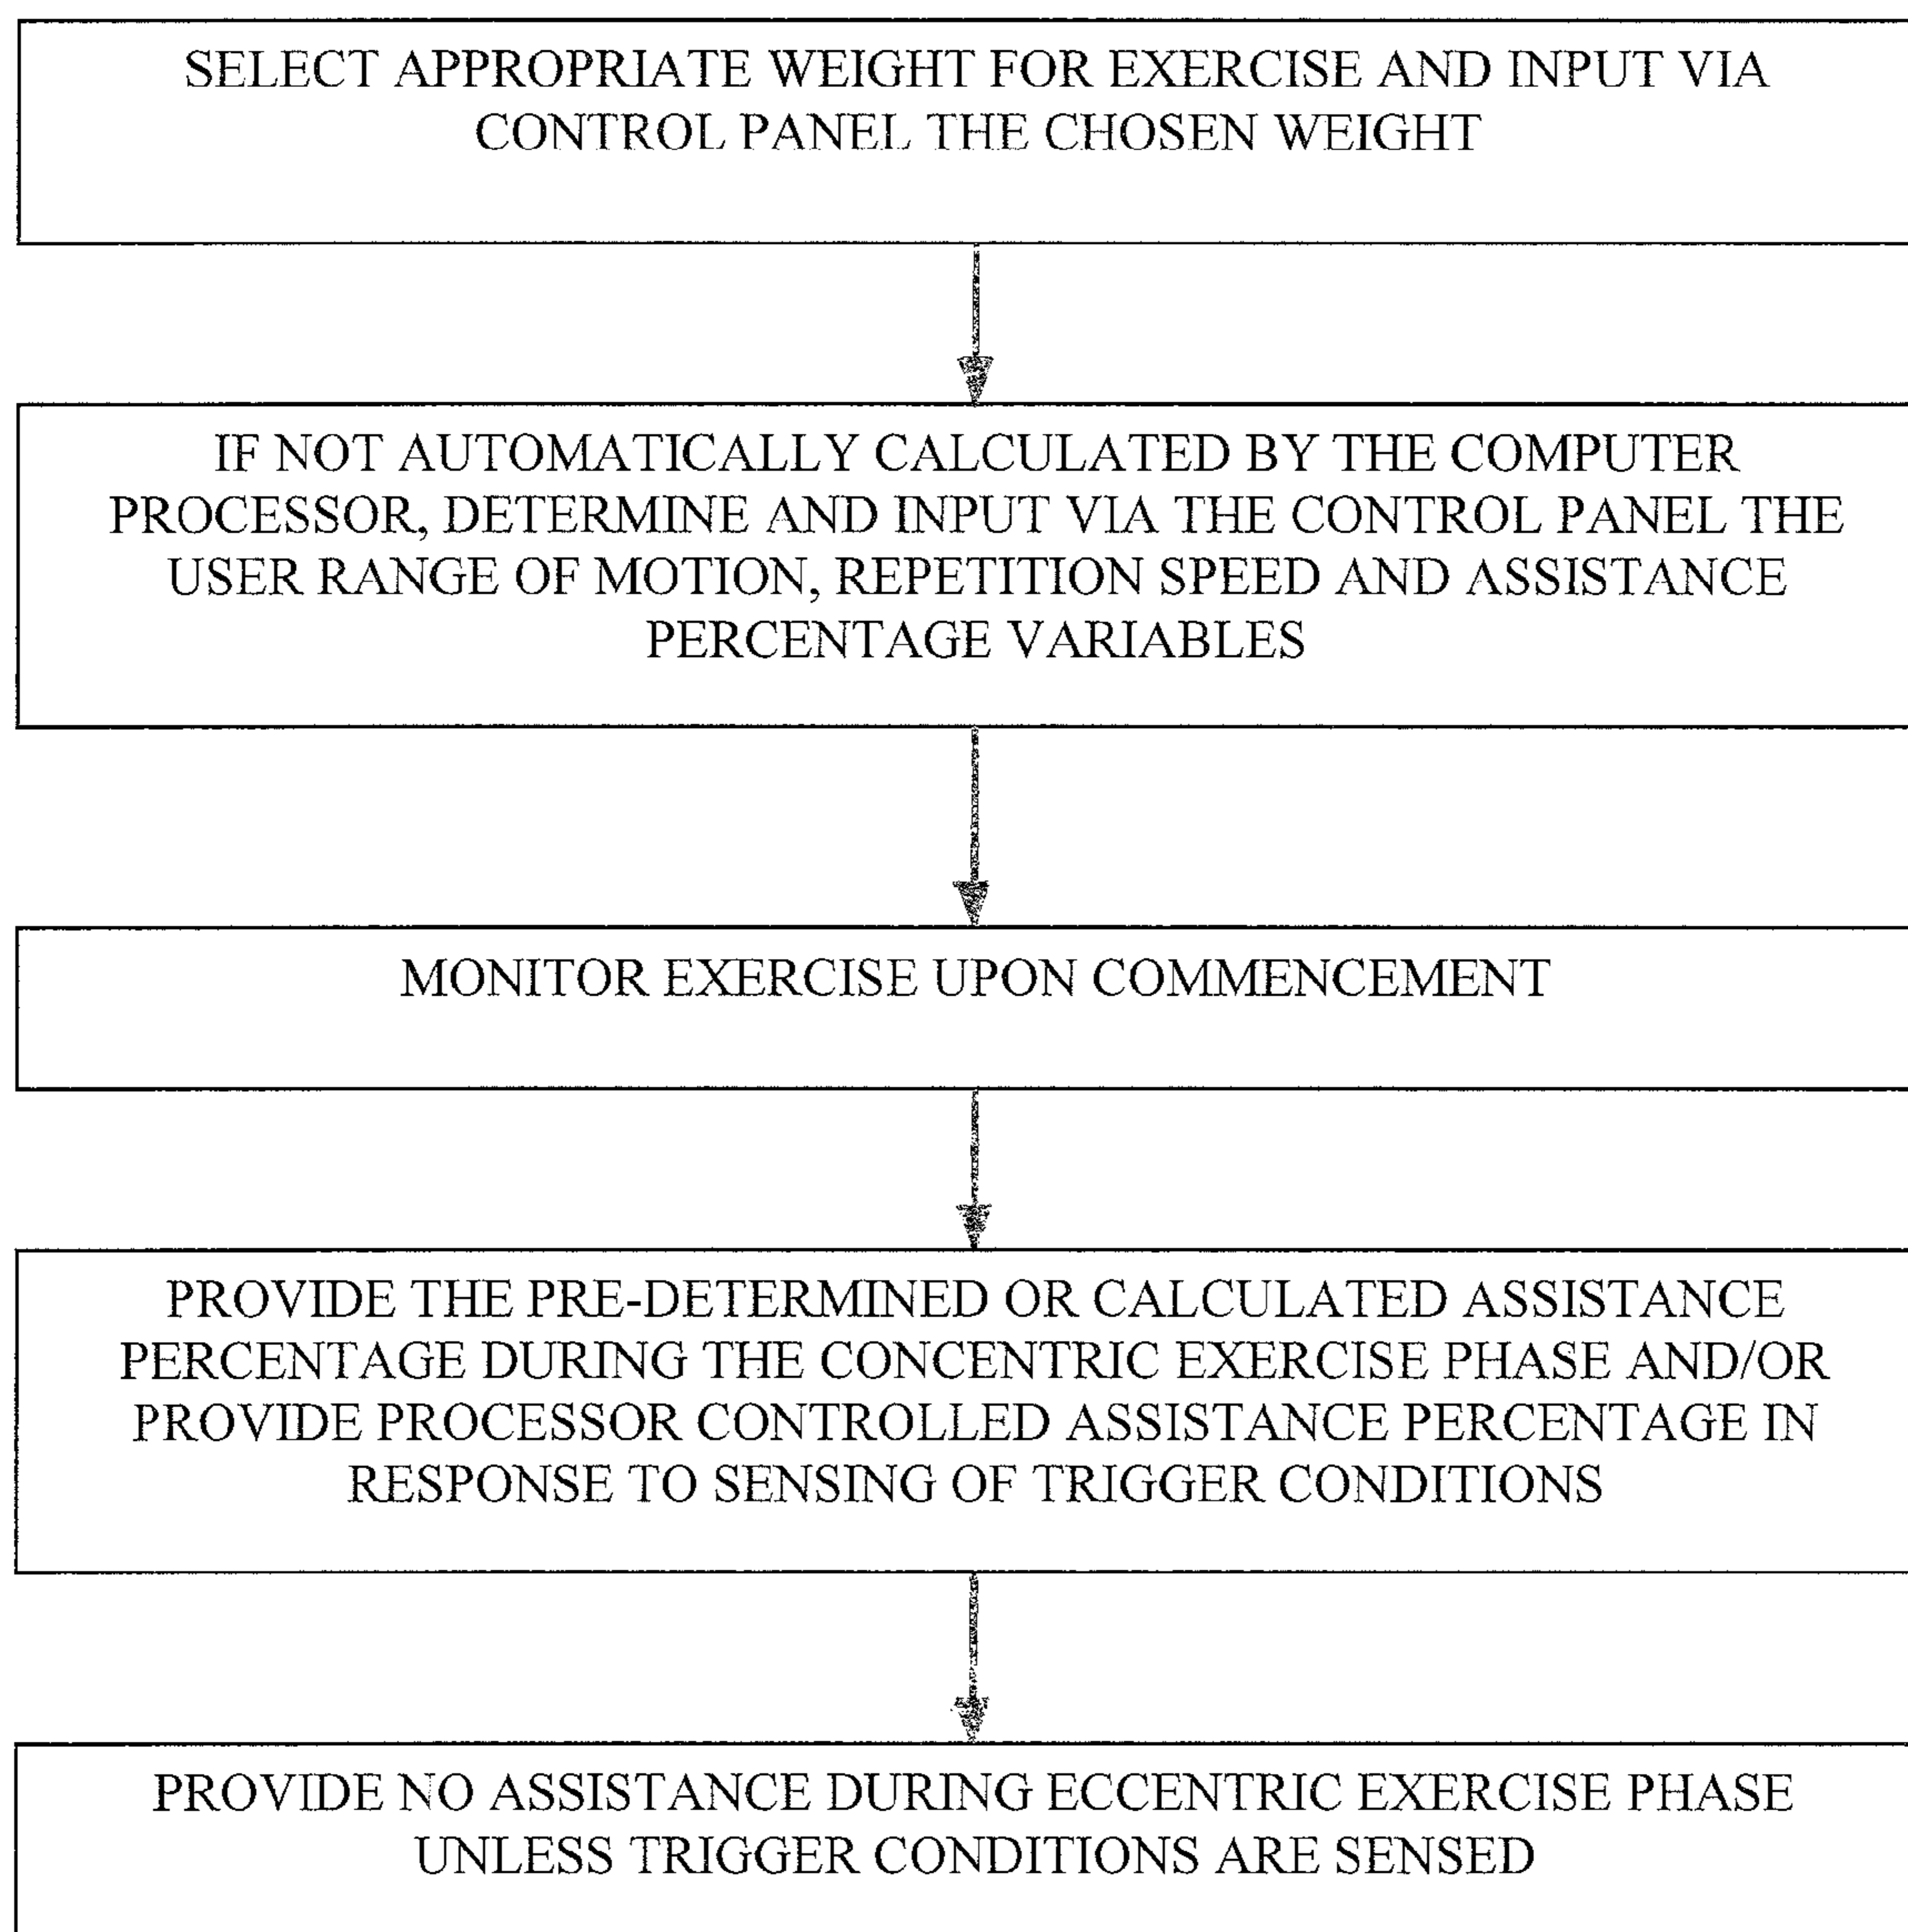 SELECT APPROPRIATE WEIGHT FOR EXERCISE AND INPUT VIA
CONTROL PANEL THE CHOSEN WEIGHT
IF NOT AUTOMATICALLY CALCULATED BY THE COMPUTER
PROCESSOR, DETERMINE AND INPUT VIA THE CONTROL PANEL THE
USER RANGE OF MOTION, REPETITION SPEED AND ASSISTANCE
PERCENTAGE VARIABLES
MONITOR EXERCISE UPON COMMENCEMENT
PROVIDE THE PRE-DETERMINED OR CALCULATED ASSISTANCE
PERCENTAGE DURING THE CONCENTRIC EXERCISE PHASE AND/OR
PROVIDE PROCESSOR CONTROLLED ASSISTANCE PERCENTAGE IN
RESPONSE TO SENSING OF TRIGGER CONDITIONS
PROVIDE NO ASSISTANCE DURING ECCENTRIC EXERCISE PHASE
UNLESS TRIGGER CONDITIONS ARE SENSED